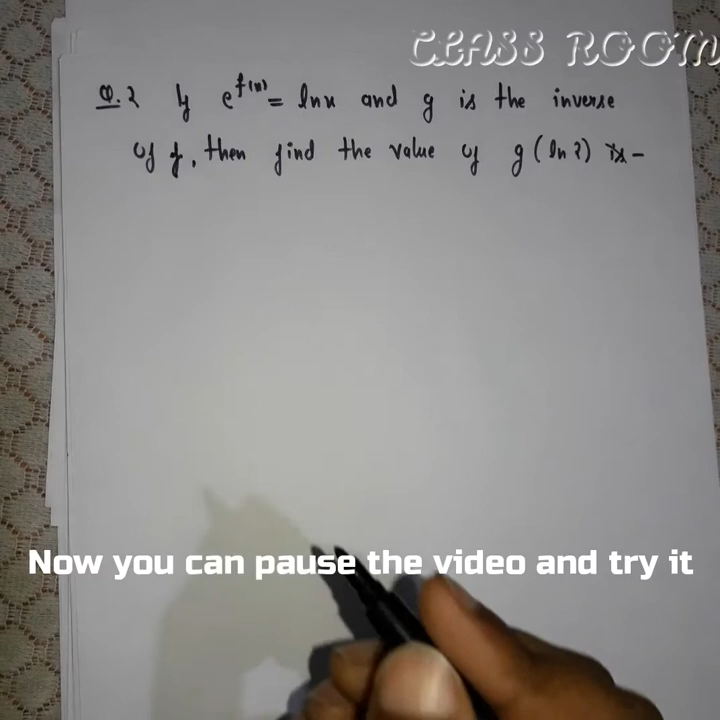 CLASS ROOM
Q.2 If e^f(x) = ln x and g is the inverse
of f, then find the value of g(ln 2) is -
Now you can pause the video and try it